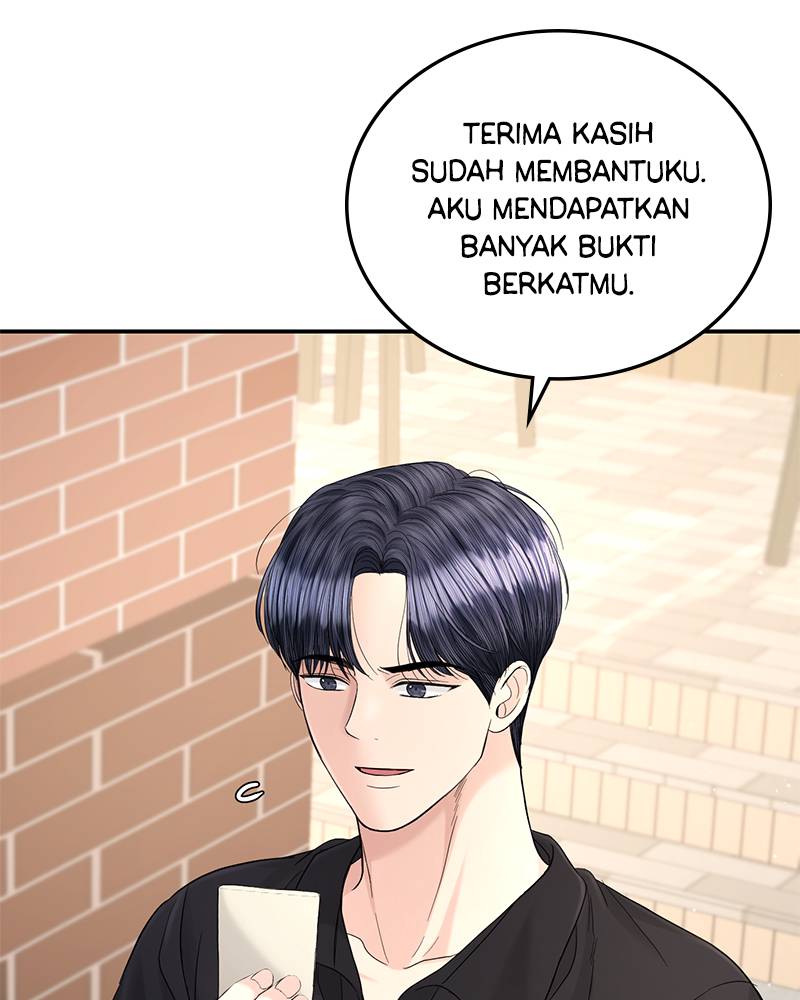 TERIMA KASIH
SUDAH MEMBANTUKU.
AKU MENDAPATKAN
BANYAK BUKTI
BERKATMU.